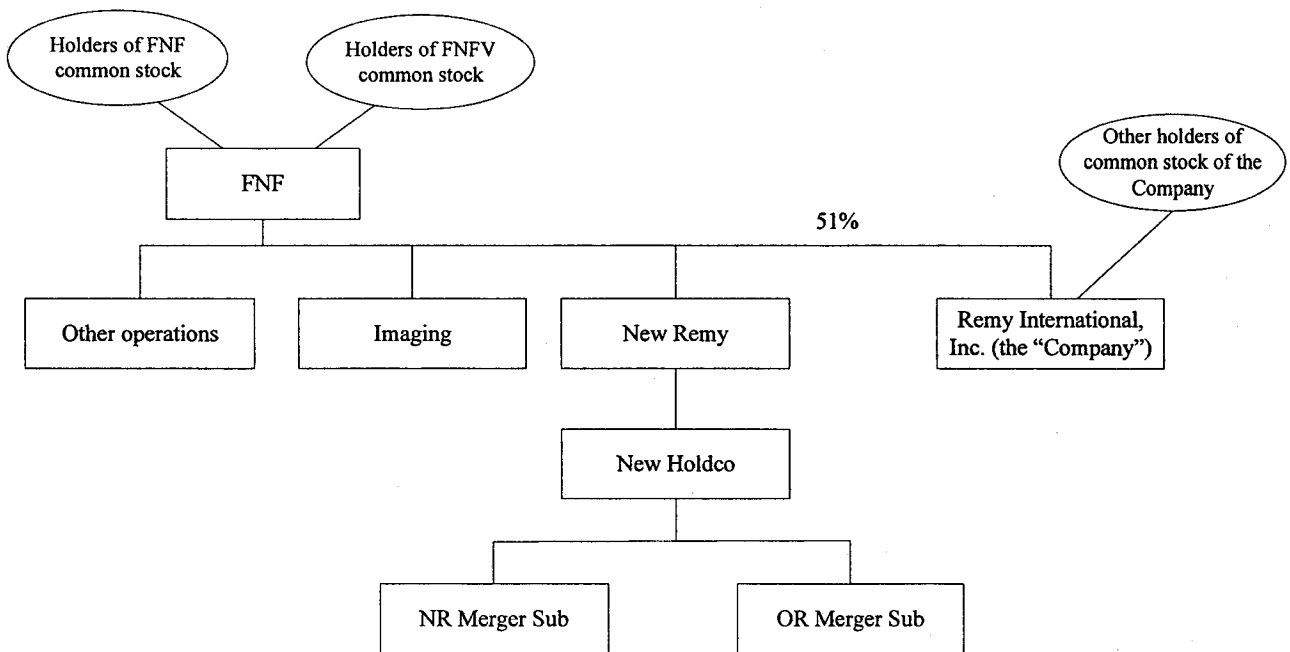 Holders of FNF
common stock
Holders of FNFV
common stock
Other holders of
common stock of the
Company
FNF
51%
Other operations
Imaging
New Remy
Remy International,
Inc. (the “Company”)
New Holdco
NR Merger Sub
OR Merger Sub